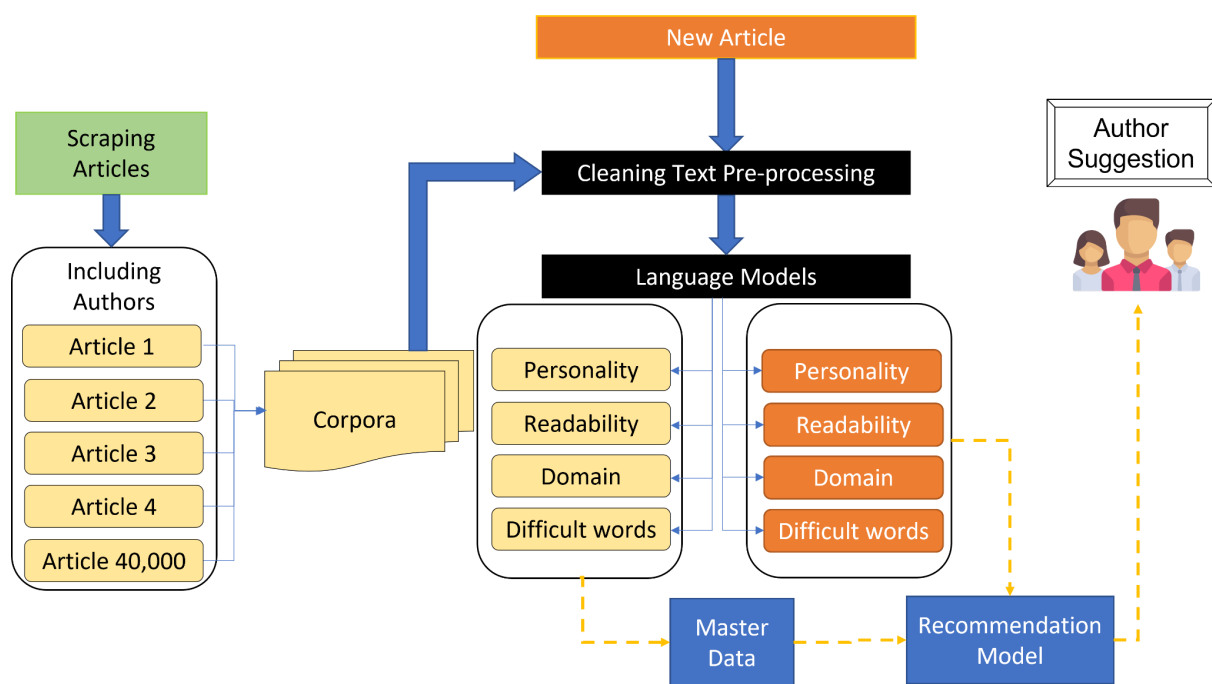 New Article
Scraping
Articles
Author
Suggestion
Cleaning Text Pre-processing
Including
Authors
Language Models
Article 1
Article 2
Article 3
Article 4
Article 40,000
Corpora
Personality
Readability
Domain
Difficult words
Personality
Readability
Domain
Difficult words
Master
Data
Recommendation
Model